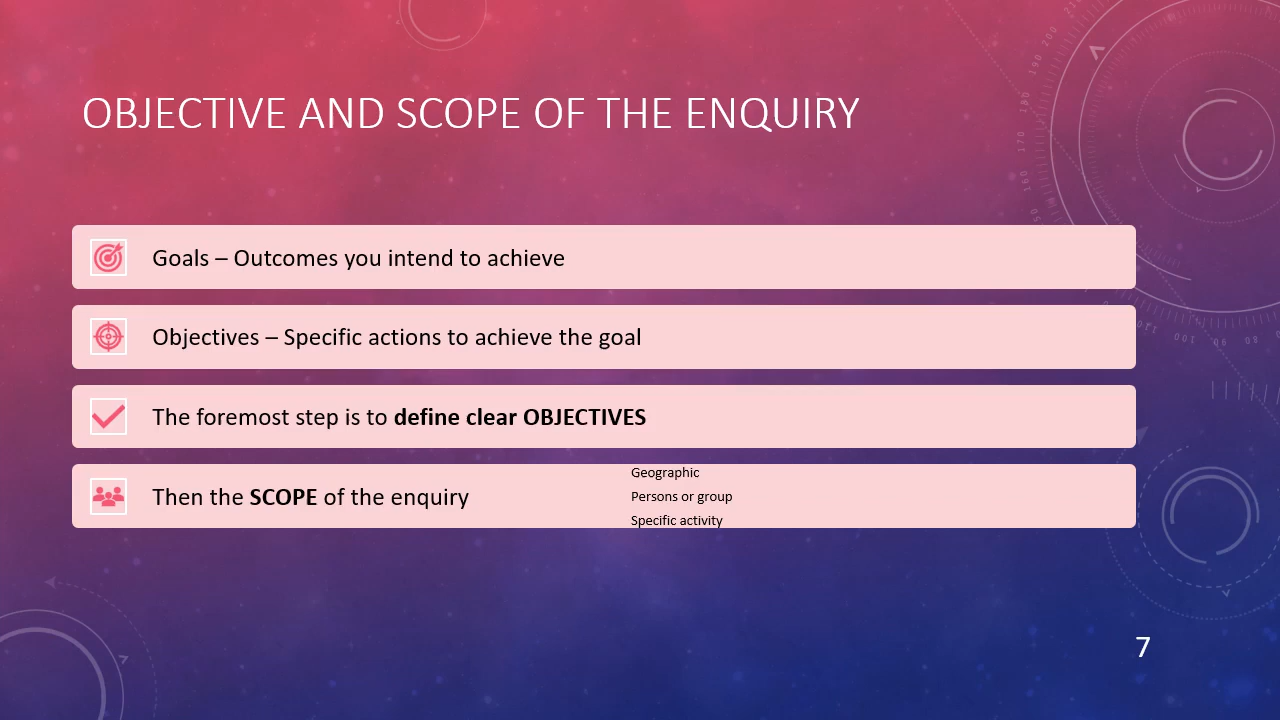 OBJECTIVE AND SCOPE OF THE ENQUIRY
Goals – Outcomes you intend to achieve
Objectives – Specific actions to achieve the goal
The foremost step is to define clear OBJECTIVES
Then the SCOPE of the enquiry
Geographic
Persons or group
Specific activity
7